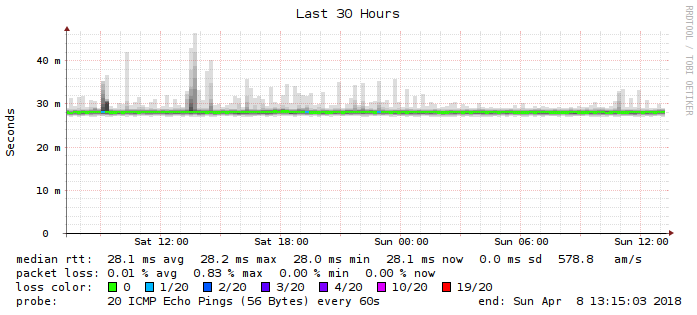 Last 30 Hours
RRDTOOL / TOBI OETIKER
Seconds
40 m
30 m
20 m
10 m
0
Sat 12:00 Sat 18:00 Sun 00:00 Sun 06:00 Sun 12:00
median rtt: 28.1 ms avg 28.2 ms max 28.0 ms min 28.1 ms now 0.0 ms sd 578.8 am/s
packet loss: 0.01 % avg 0.83 % max 0.00 % min 0.00 % now
loss color: 0 1/20 2/20 3/20 4/20 10/20 19/20
probe: 20 ICMP Echo Pings (56 Bytes) every 60s end: Sun Apr 8 13:15:03 2018